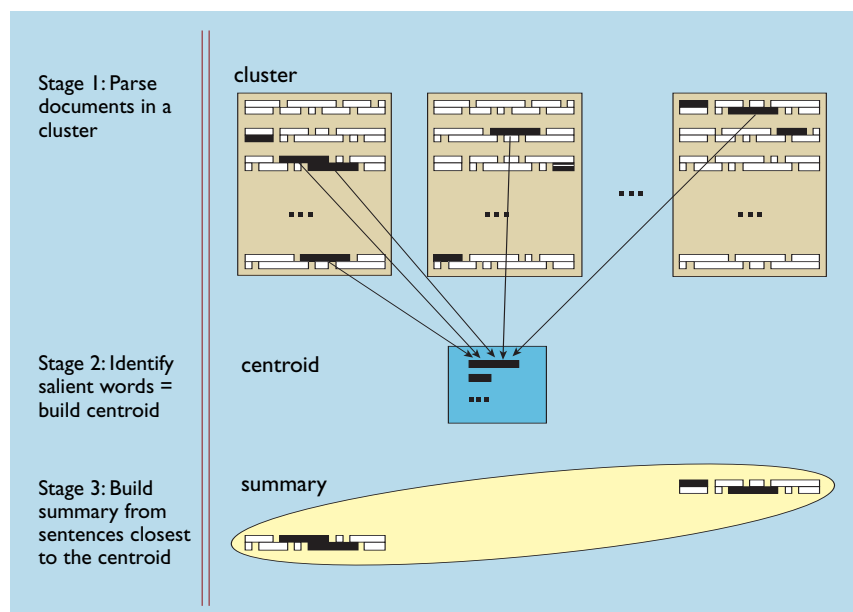 Stage 1: Parse
documents in a
cluster
cluster
Stage 2: Identify
salient words =
build centroid
centroid
Stage 3: Build
summary from
sentences closest
to the centroid
summary